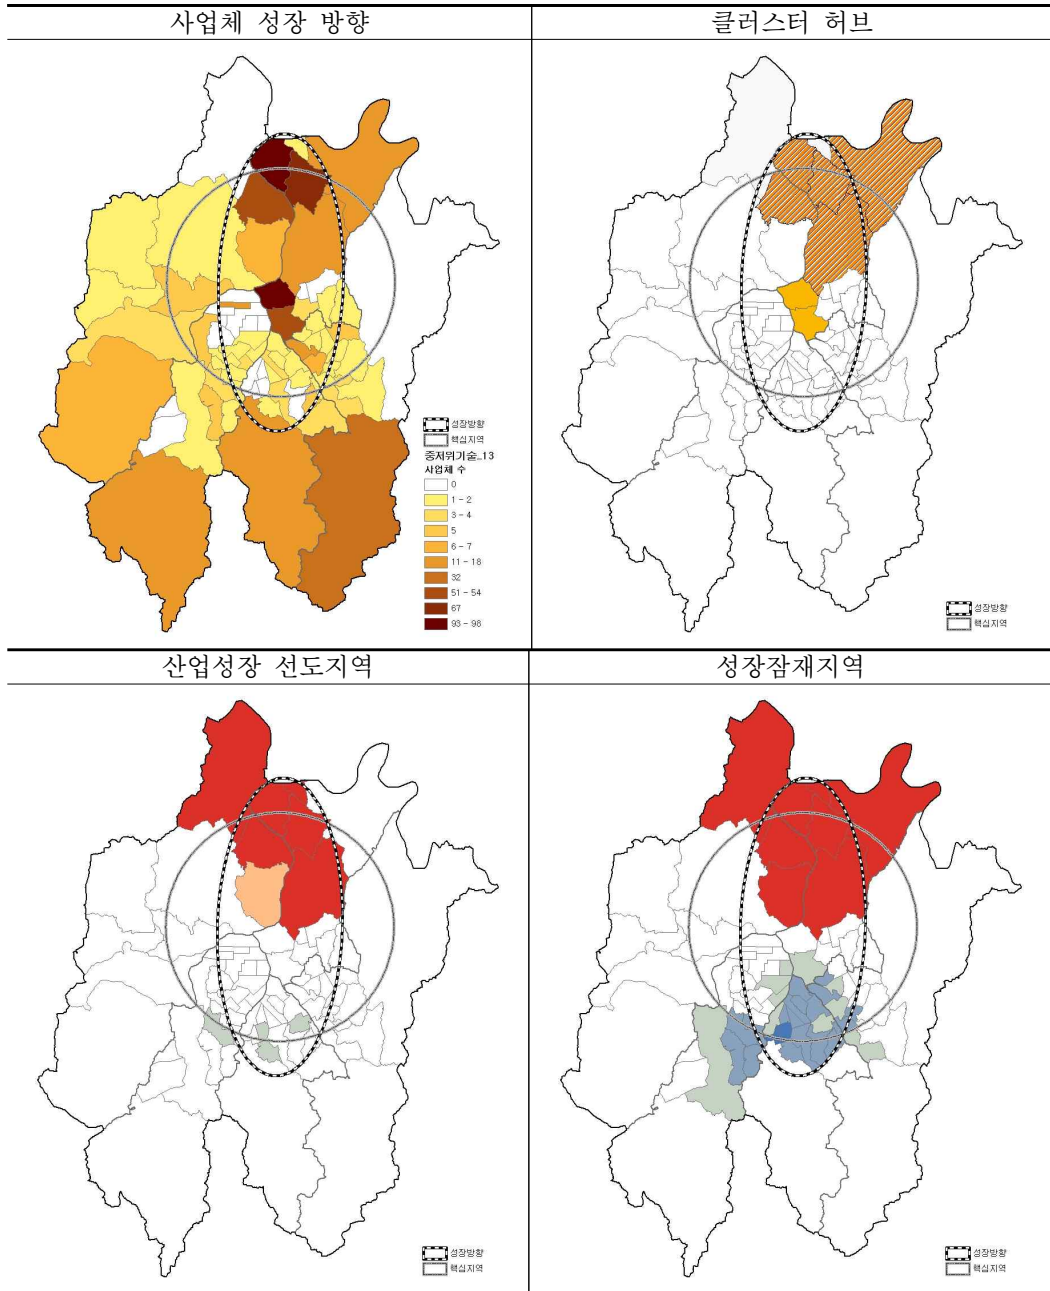 사업체 성장 방향
클러스터 허브
성장방향
핵심지역
중저위기술_13
사업체 수
0
1 - 2
3 - 4
5
6 - 7
11 - 18
32
51 - 54
67
93 - 98
성장방향
핵심지역
산업성장 선도지역
성장잠재지역
성장방향
핵심지역
성장방향
핵심지역